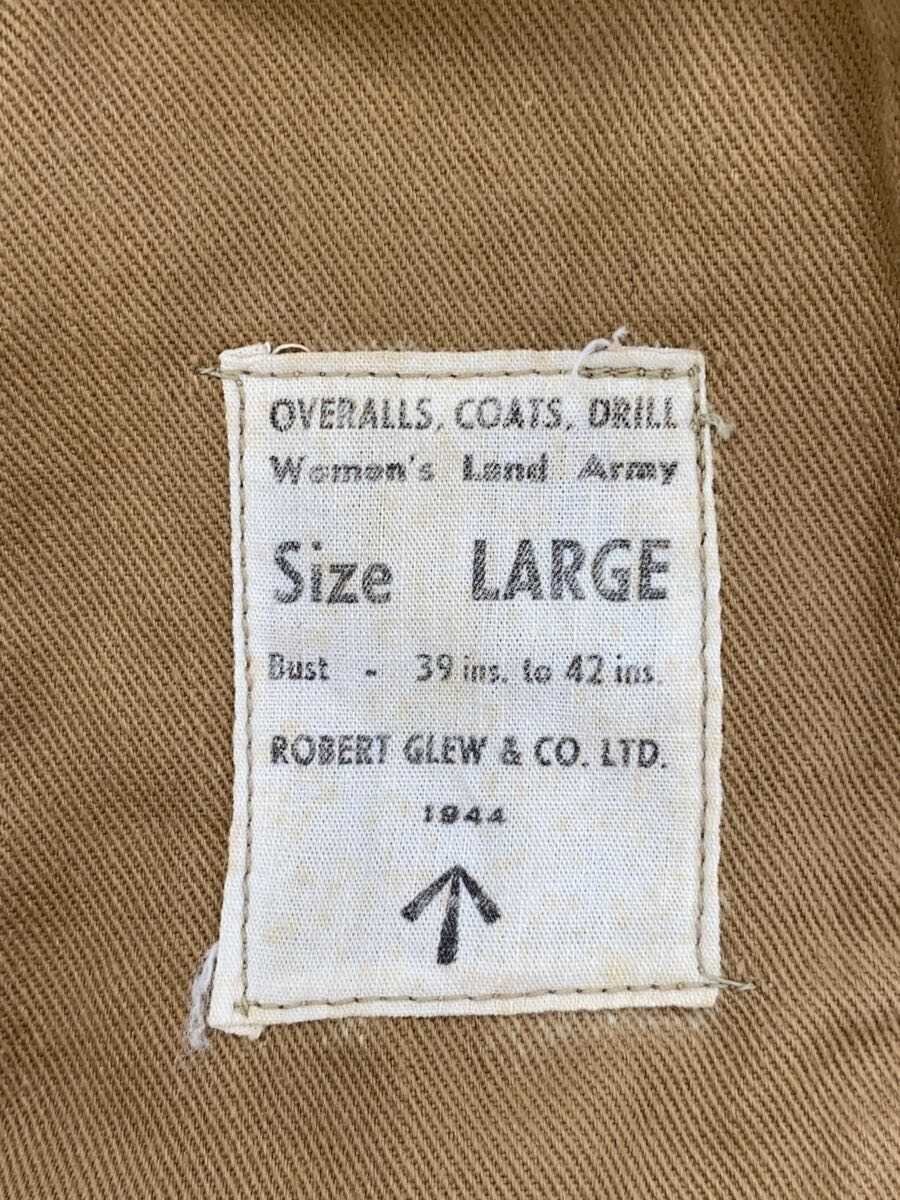 OVERALLS, COATS, DRILL
Women's Land Army
Size LARGE
Bust - 39 ins. to 42 ins.
ROBERT GLEW & CO. LTD.
1944